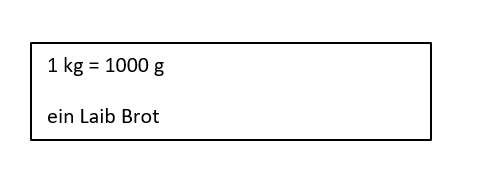 1 kg = 1000 g
ein Laib Brot